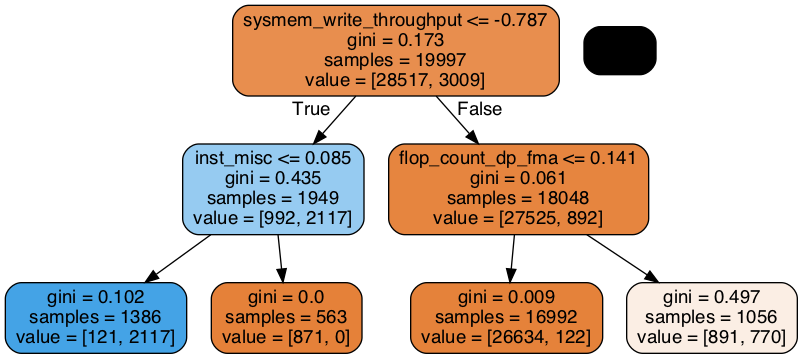 sysmem_write_throughput <= -0.787
gini = 0.173
samples = 19997
value = [28517, 3009]
True
False
inst_misc <= 0.085
gini = 0.435
samples = 1949
value = [992, 2117]
flop_count_dp_fma <= 0.141
gini = 0.061
samples = 18048
value = [27525, 892]
gini = 0.102
samples = 1386
value = [121, 2117]
gini = 0.0
samples = 563
value = [871, 0]
gini = 0.009
samples = 16992
value = [26634, 122]
gini = 0.497
samples = 1056
value = [891, 770]